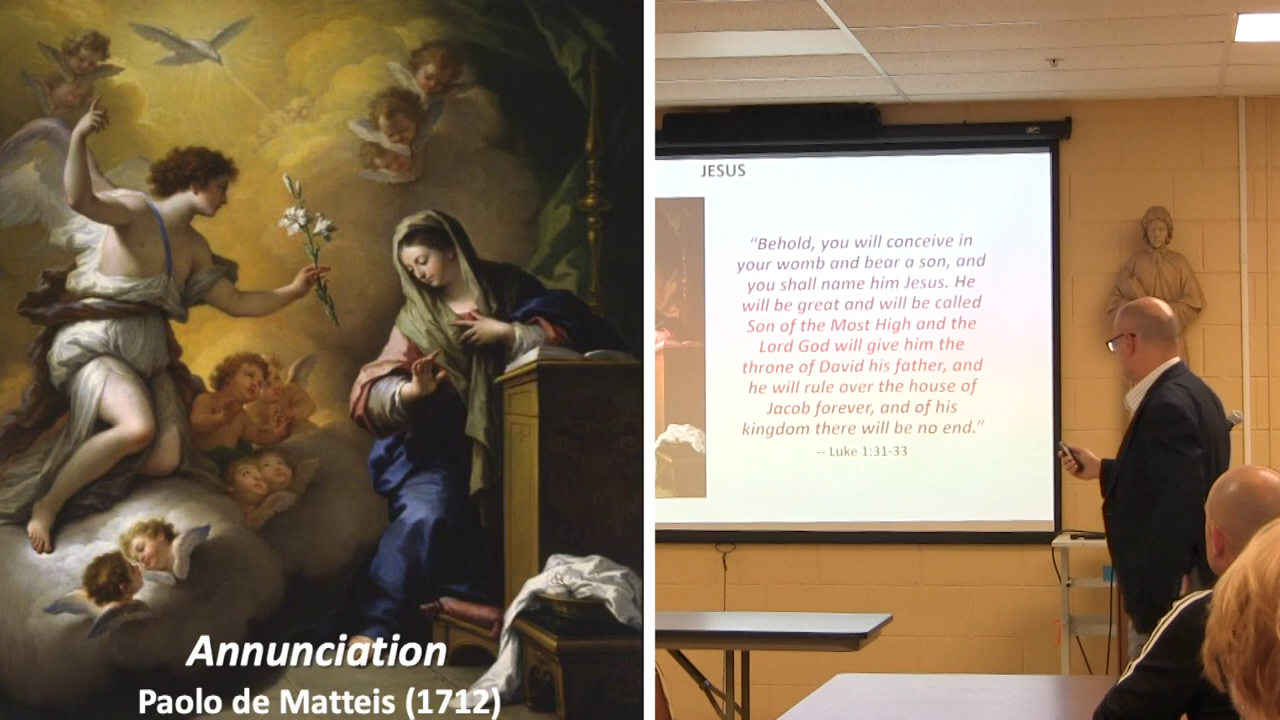 Annunciation
Paolo de Matteis (1712)
JESUS
“Behold, you will conceive in
your womb and bear a son, and
you shall name him Jesus. He
will be great and will be called
Son of the Most High and the
Lord God will give him the
throne of David his father, and
he will rule over the house of
Jacob forever, and of his
kingdom there will be no end.”
-- Luke 1:31-33